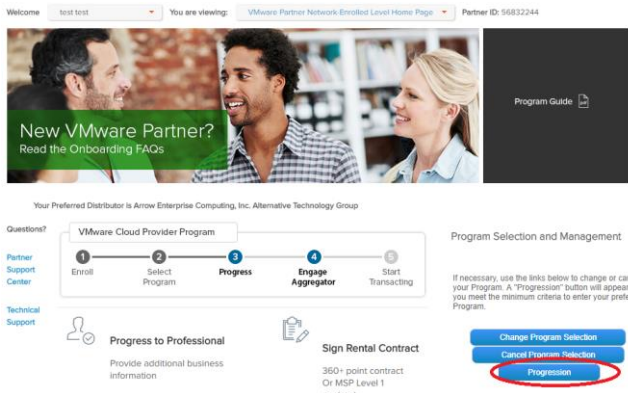 Welcome test test You are viewing: VMware Partner Network Enrolled Level Home Page Partner ID: 56832244
New VMware Partner?
Read the Onboarding FAQs
Program Guide
Your Preferred Distributor is Arrow Enterprise Computing, Inc. Alternative Technology Group
Questions?
Partner
Support
Center
Technical
Support
VMware Cloud Provider Program
1 2 3 4 5
Enroll Select Program Progress Engage Aggregator Start Transacting
Progress to Professional
Provide additional business
information
Sign Rental Contract
360+ point contract
Or MSP Level 1
Program Selection and Management
If necessary, use the links below to change or can
your Program. A "Progression" button will appear
you meet the minimum criteria to enter your prefe
Program.
Change Program Selection
Cancel Program Selection
Progression